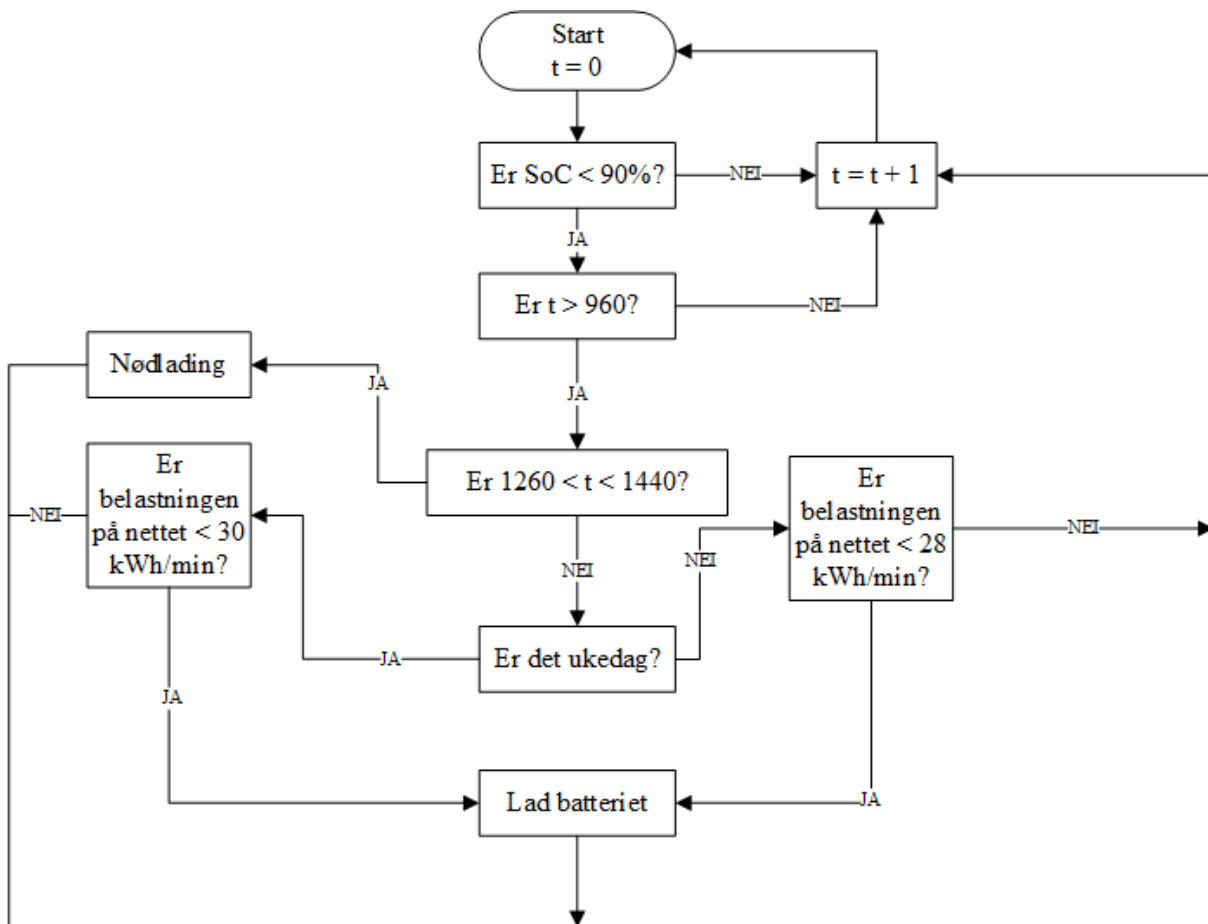 Start
t = 0
Er SoC < 90%?
NEI
t = t + 1
JA
Er t > 960?
NEI
Nødlading
JA
JA
Er 1260 < t < 1440?
Er
belastningen
på nettet < 30
kWh/min?
NEI
Er
belastningen
på nettet < 28
kWh/min?
NEI
NEI
NEI
Er det ukedag?
JA
JA
Lad batteriet
JA